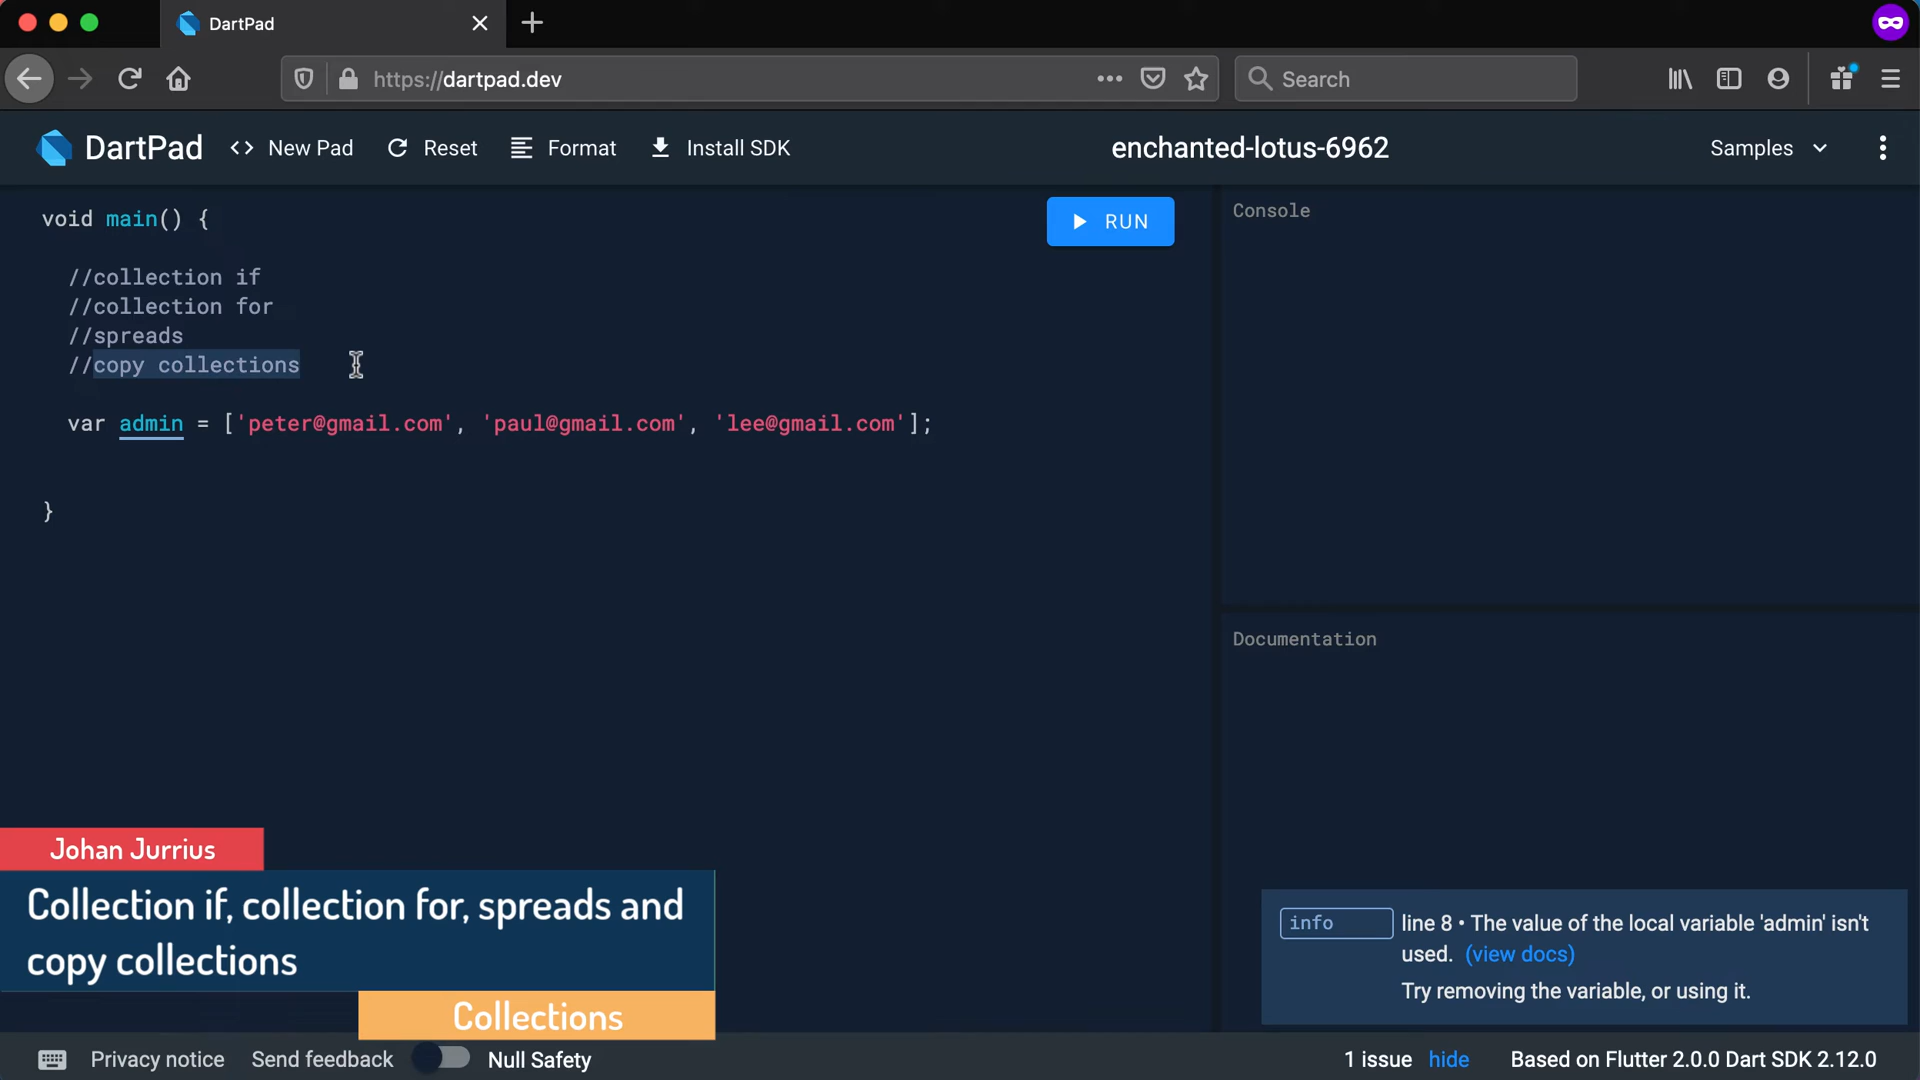 DartPad
https://dartpad.dev
Search
DartPad
<> New Pad
Reset
Format
Install SDK
enchanted-lotus-6962
Samples
void main() {
RUN
Console
//collection if
//collection for
//spreads
//copy collections
var admin = ['peter@gmail.com', 'paul@gmail.com', 'lee@gmail.com'];
}
Documentation
Johan Jurrius
Collection if, collection for, spreads and
copy collections
Collections
info
line 8 • The value of the local variable 'admin' isn't
used. (view docs)
Try removing the variable, or using it.
Privacy notice
Send feedback
Null Safety
1 issue hide
Based on Flutter 2.0.0 Dart SDK 2.12.0